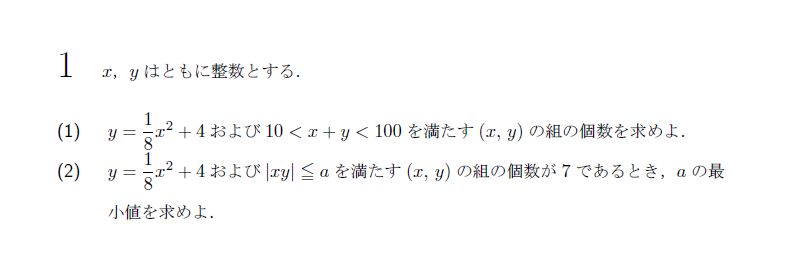 1 x, y はともに整数とする.
(1) y = \frac{1}{8}x^2 + 4 および 10 < x + y < 100 を満たす (x, y) の組の個数を求めよ.
(2) y = \frac{1}{8}x^2 + 4 および |xy| ≦ a を満たす (x, y) の組の個数が 7 であるとき, a の最
小値を求めよ.